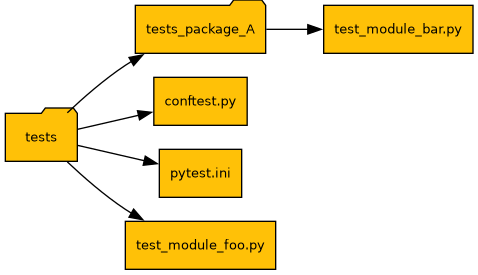 tests_package_A
test_module_bar.py
conftest.py
tests
pytest.ini
test_module_foo.py